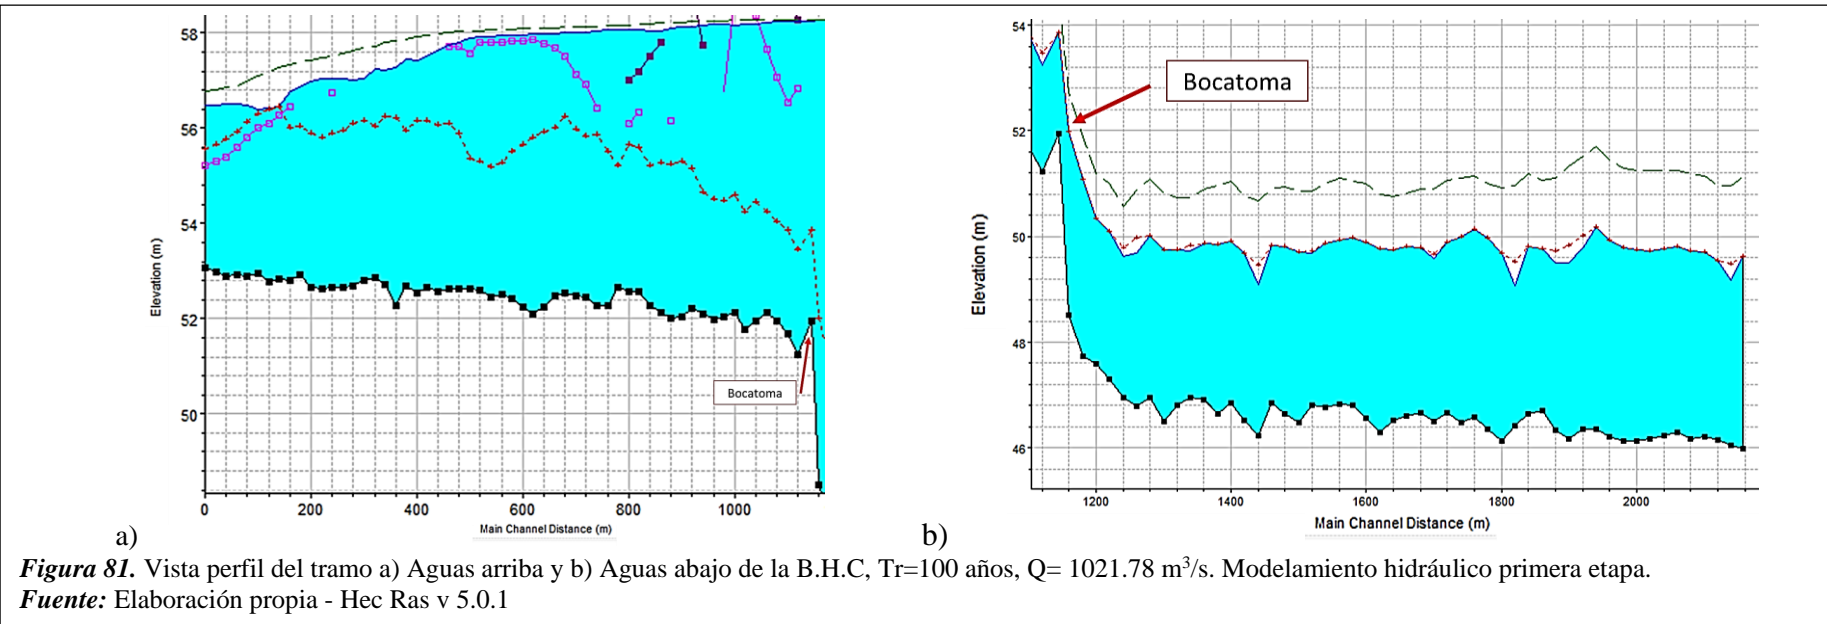 58
56
54
52
50
Elevation (m)
Bocatoma
0
200
400
600
800
1000
Main Channel Distance (m)
a)
54
52
50
48
46
Elevation (m)
Bocatoma
1200
1400
1600
1800
2000
Main Channel Distance (m)
b)
Figura 81. Vista perfil del tramo a) Aguas arriba y b) Aguas abajo de la B.H.C, Tr=100 años, Q= 1021.78 m³/s. Modelamiento hidráulico primera etapa.
Fuente: Elaboración propia - Hec Ras v 5.0.1